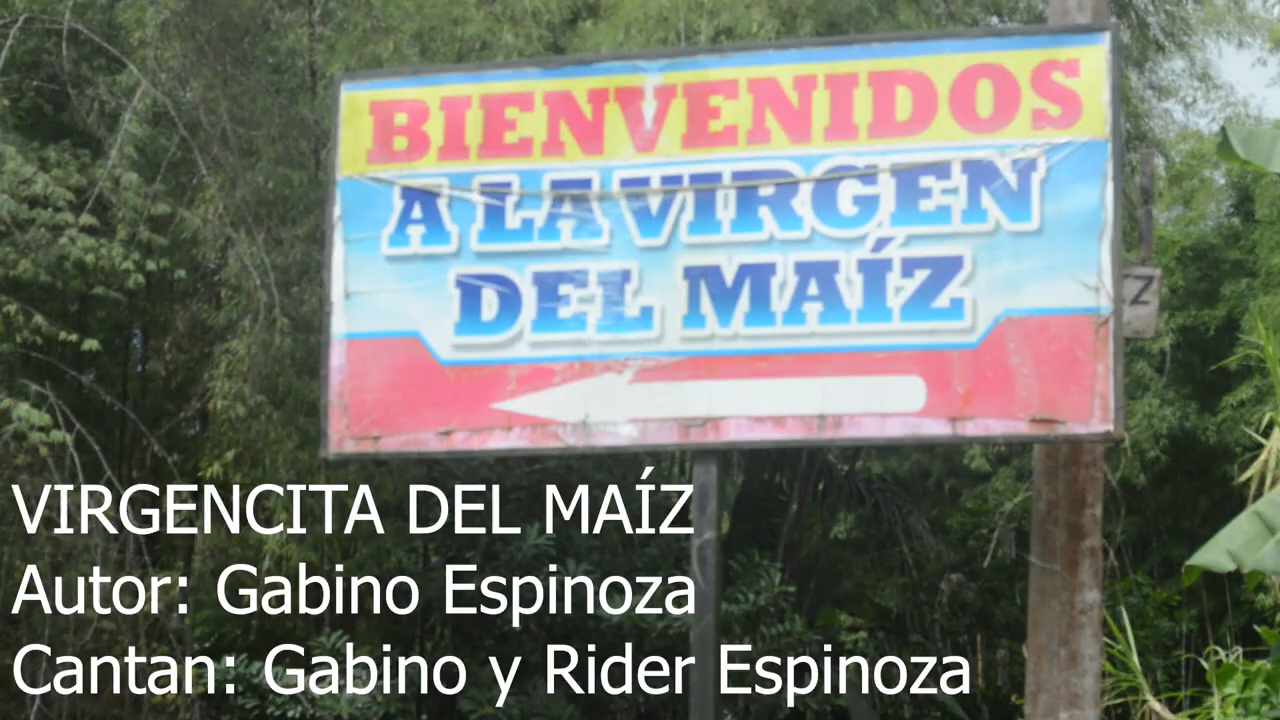 BIENVENIDOS
A LA VIRGEN
DEL MAÍZ
Z
VIRGENCITA DEL MAÍZ
Autor: Gabino Espinoza
Cantan: Gabino y Rider Espinoza